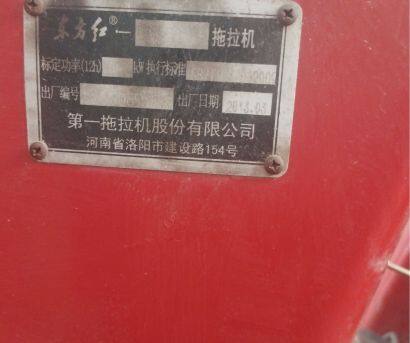 东方红®— 拖拉机
标定功率(12h) kW 执行标准
出厂编号 出厂日期 2013.03
第一拖拉机股份有限公司
河南省洛阳市建设路154号